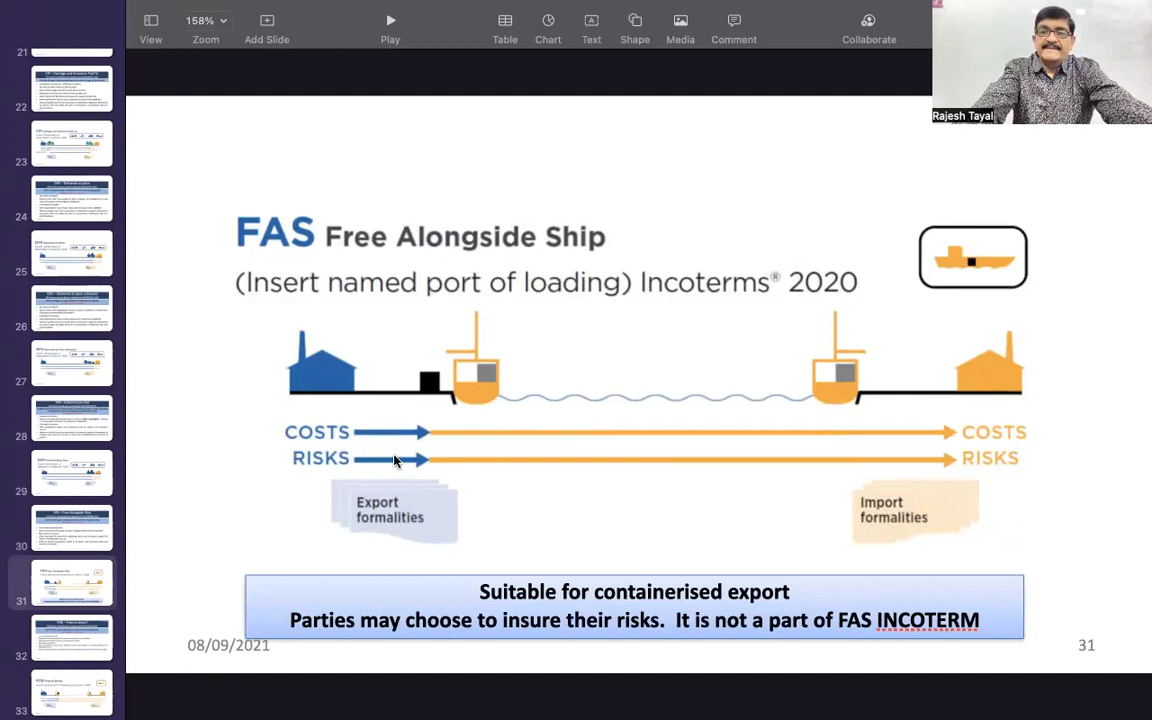 158%
View
Zoom
Add Slide
Play
Table
Chart
Text
Shape
Media
Comment
Collaborate
Rajesh Tayal
21
22
23
24
25
26
27
28
29
30
31
32
33
FAS Free Alongside Ship
(Insert named port of loading) Incoterms® 2020
COSTS COSTS
RISKS RISKS
Export
formalities
Import
formalities
Suitable for containerised export
Parties may choose to insure their risks. It is not a part of FAS INCOTERM
08/09/2021
31